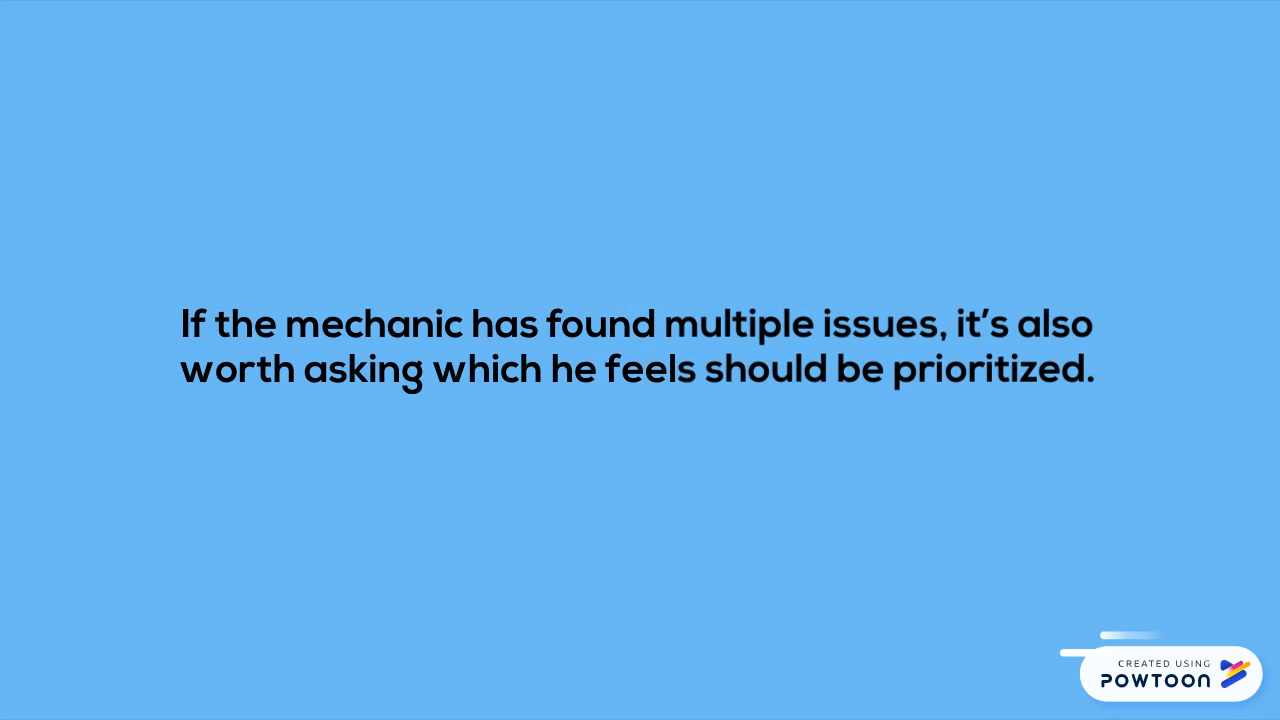 If the mechanic has found multiple issues, it’s also
worth asking which he feels should be prioritized.
CREATED USING
POWTOON